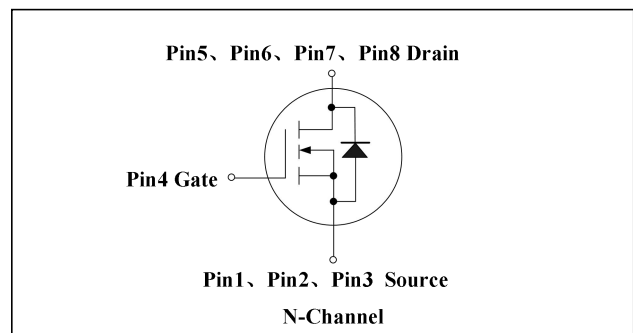 Pin5、Pin6、Pin7、Pin8 Drain
Pin4 Gate
Pin1、Pin2、Pin3 Source
N-Channel